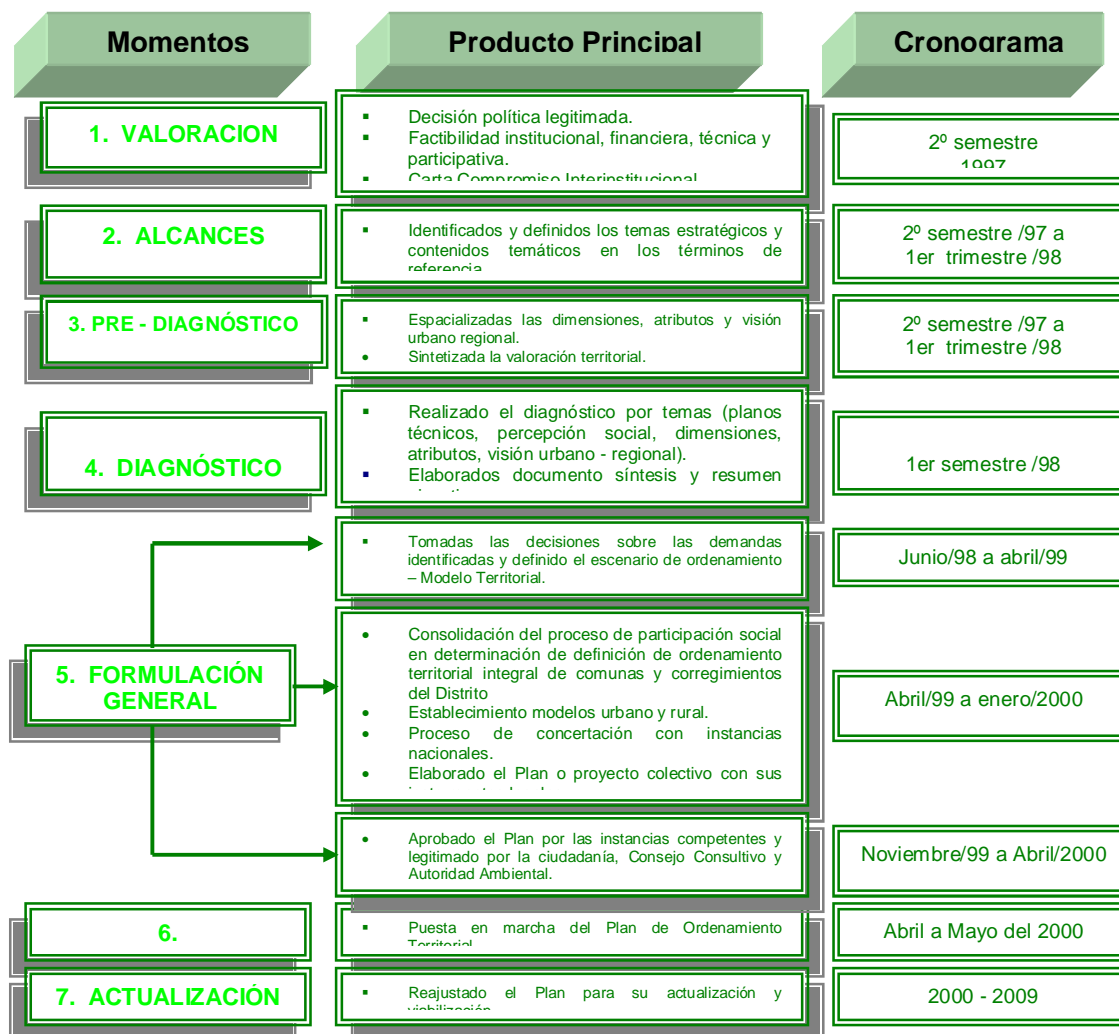 Momentos
Producto Principal
Cronograma
1. VALORACION
▪ Decisión política legitimada.
▪ Factibilidad institucional, financiera, técnica y
participativa.
▪ Carta Compromiso Interinstitucional
2º semestre
1997
2. ALCANCES
▪ Identificados y definidos los temas estratégicos y
contenidos temáticos en los términos de
referencia
2º semestre /97 a
1er trimestre /98
3. PRE - DIAGNÓSTICO
▪ Espacializadas las dimensiones, atributos y visión
urbano regional.
• Sintetizada la valoración territorial.
2º semestre /97 a
1er trimestre /98
4. DIAGNÓSTICO
▪ Realizado el diagnóstico por temas (planos
técnicos, percepción social, dimensiones,
atributos, visión urbano - regional).
▪ Elaborados documento síntesis y resumen
1er semestre /98
5. FORMULACIÓN
GENERAL
▪ Tomadas las decisiones sobre las demandas
identificadas y definido el escenario de ordenamiento
– Modelo Territorial.
Junio/98 a abril/99
• Consolidación del proceso de participación social
en determinación de definición de ordenamiento
territorial integral de comunas y corregimientos
del Distrito
• Establecimiento modelos urbano y rural.
• Proceso de concertación con instancias
nacionales.
• Elaborado el Plan o proyecto colectivo con sus
Abril/99 a enero/2000
• Aprobado el Plan por las instancias competentes y
legitimado por la ciudadanía, Consejo Consultivo y
Autoridad Ambiental.
Noviembre/99 a Abril/2000
6.
▪ Puesta en marcha del Plan de Ordenamiento
Territorial
Abril a Mayo del 2000
7. ACTUALIZACIÓN
▪ Reajustado el Plan para su actualización y
viabilización
2000 - 2009